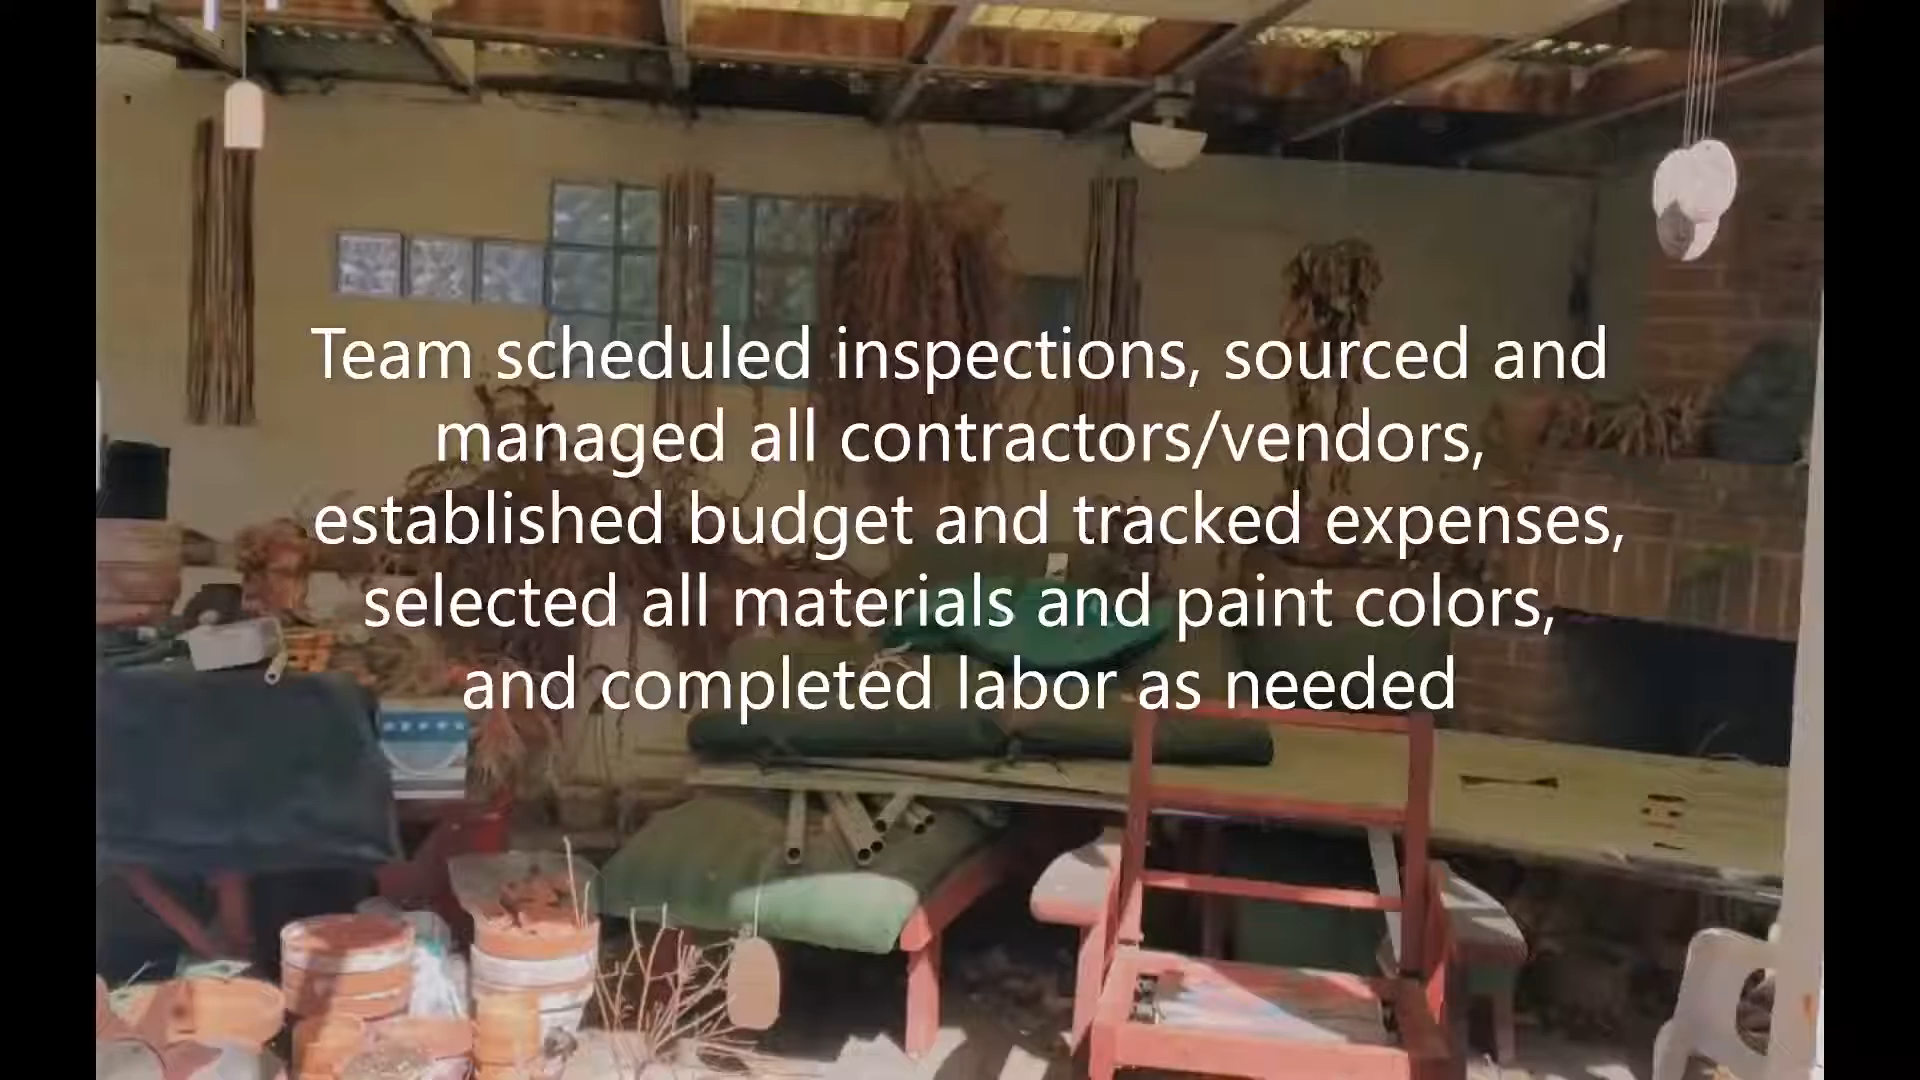 Team scheduled inspections, sourced and
managed all contractors/vendors,
established budget and tracked expenses,
selected all materials and paint colors,
and completed labor as needed